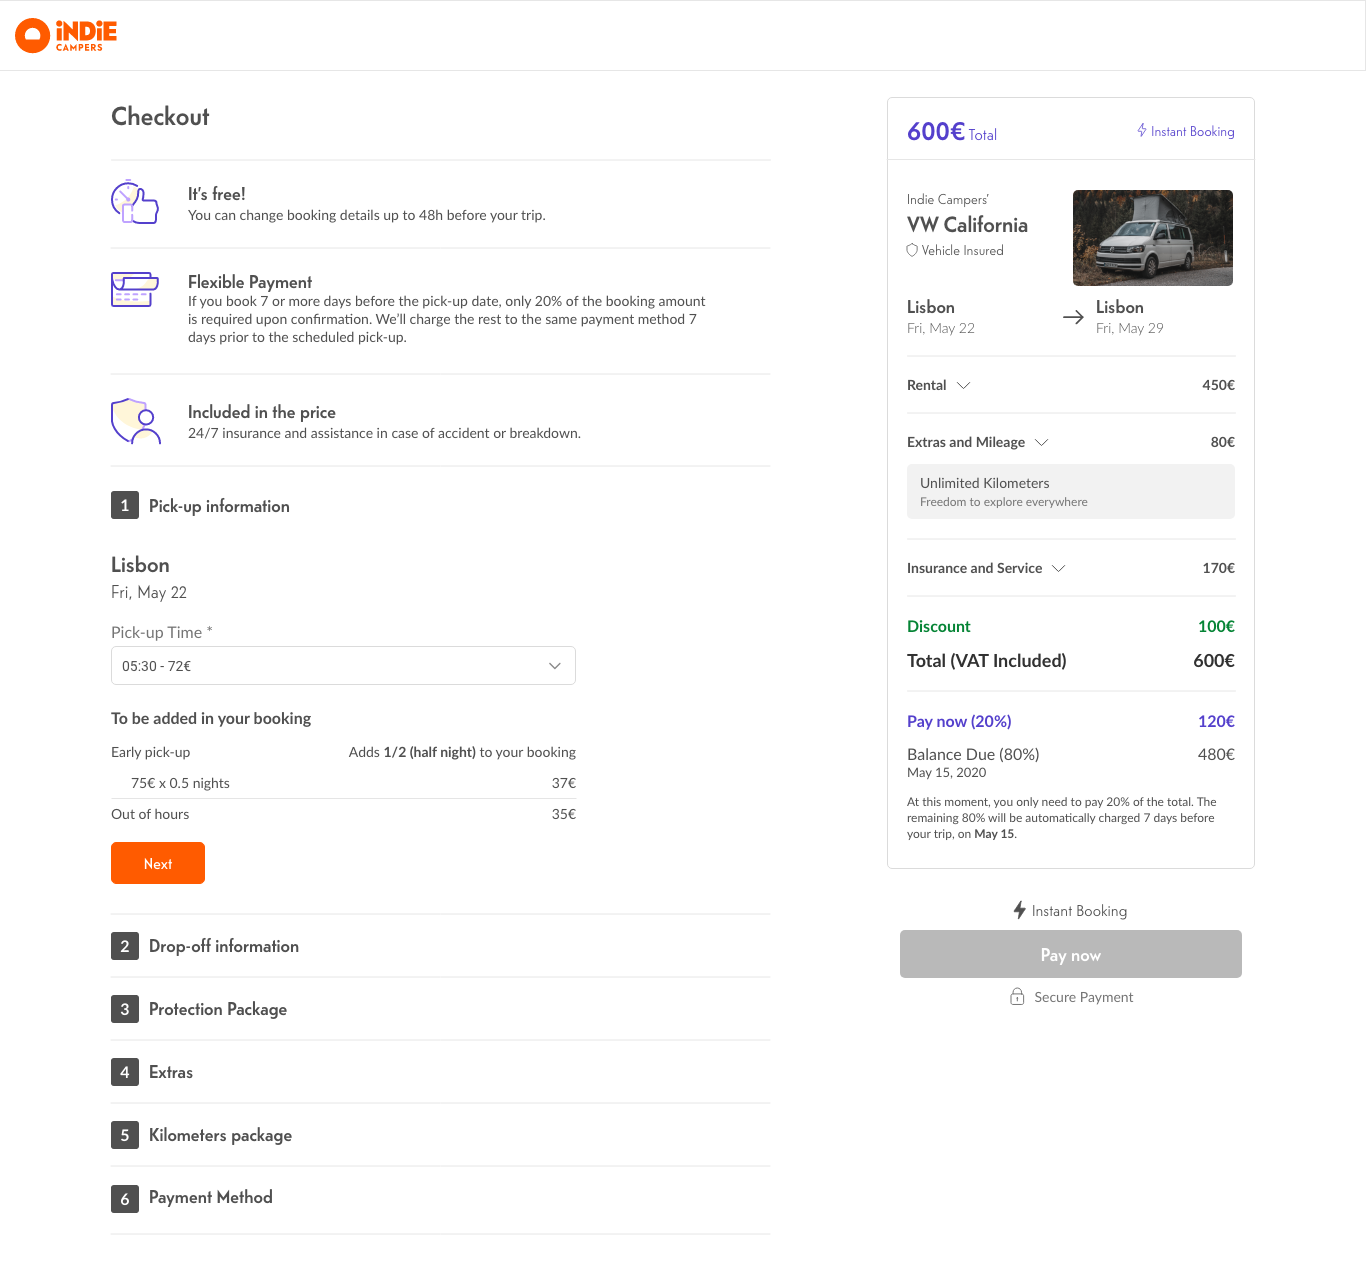 iNDiE
CAMPERS
Checkout
It's free!
You can change booking details up to 48h before your trip.
Flexible Payment
If you book 7 or more days before the pick-up date, only 20% of the booking amount
is required upon confirmation. We'll charge the rest to the same payment method 7
days prior to the scheduled pick-up.
Included in the price
24/7 insurance and assistance in case of accident or breakdown.
1 Pick-up information
Lisbon
Fri, May 22
Pick-up Time *
05:30 - 72€
To be added in your booking
Early pick-up Adds 1/2 (half night) to your booking
75€ x 0.5 nights 37€
Out of hours 35€
Next
2 Drop-off information
3 Protection Package
4 Extras
5 Kilometers package
6 Payment Method
600€ Total Instant Booking
Indie Campers'
VW California
Vehicle Insured
Lisbon Lisbon
Fri, May 22 Fri, May 29
Rental 450€
Extras and Mileage 80€
Unlimited Kilometers
Freedom to explore everywhere
Insurance and Service 170€
Discount 100€
Total (VAT Included) 600€
Pay now (20%) 120€
Balance Due (80%) 480€
May 15, 2020
At this moment, you only need to pay 20% of the total. The
remaining 80% will be automatically charged 7 days before
your trip, on May 15.
Instant Booking
Pay now
Secure Payment